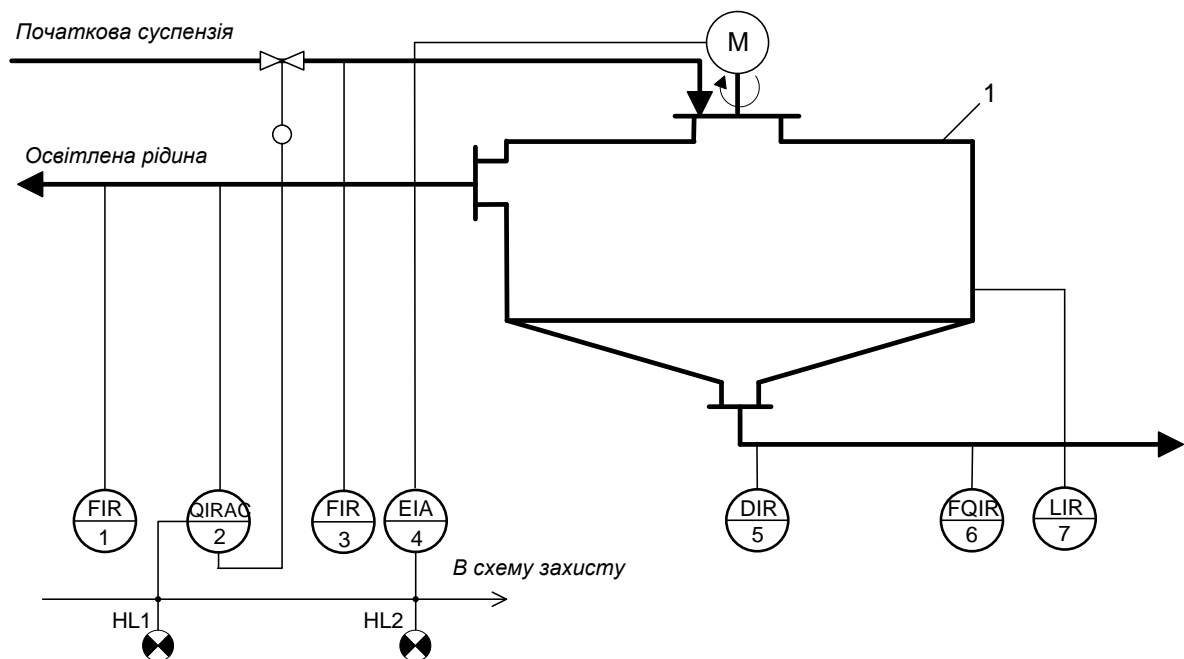 Початкова суспензія
M
1
Освітлена рідина
FIR
1
QIRAC
2
FIR
3
EIA
4
DIR
5
FQIR
6
LIR
7
В схему захисту
HL1
HL2